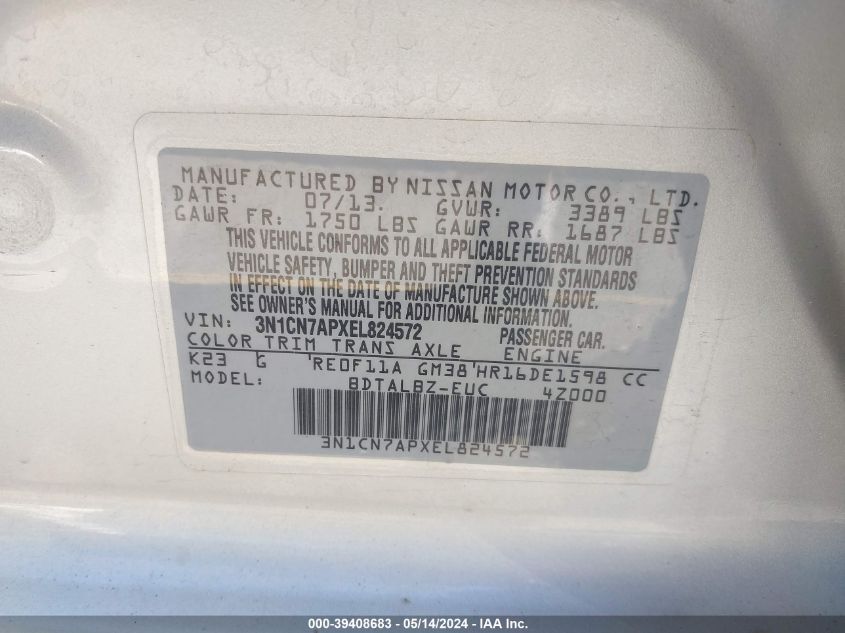 MANUFACTURED BY NISSAN MOTOR CO., LTD.
DATE: 07/13. GVWR: 3389 LBS
GAWR FR: 1750 LBS GAWR RR: 1687 LBS
THIS VEHICLE CONFORMS TO ALL APPLICABLE FEDERAL MOTOR
VEHICLE SAFETY, BUMPER AND THEFT PREVENTION STANDARDS
IN EFFECT ON THE DATE OF MANUFACTURE SHOWN ABOVE.
SEE OWNER'S MANUAL FOR ADDITIONAL INFORMATION
VIN: 3N1CN7APXEL824572 PASSENGER CAR.
COLOR TRIM TRANS AXLE ENGINE
K23 G 'RE0F11A GM38'HR16DE1598 CC
MODEL: BDTALBZ-EUC 4Z000
3N1CN7APXEL824572
000-39408683 - 05/14/2024 - IAA Inc.